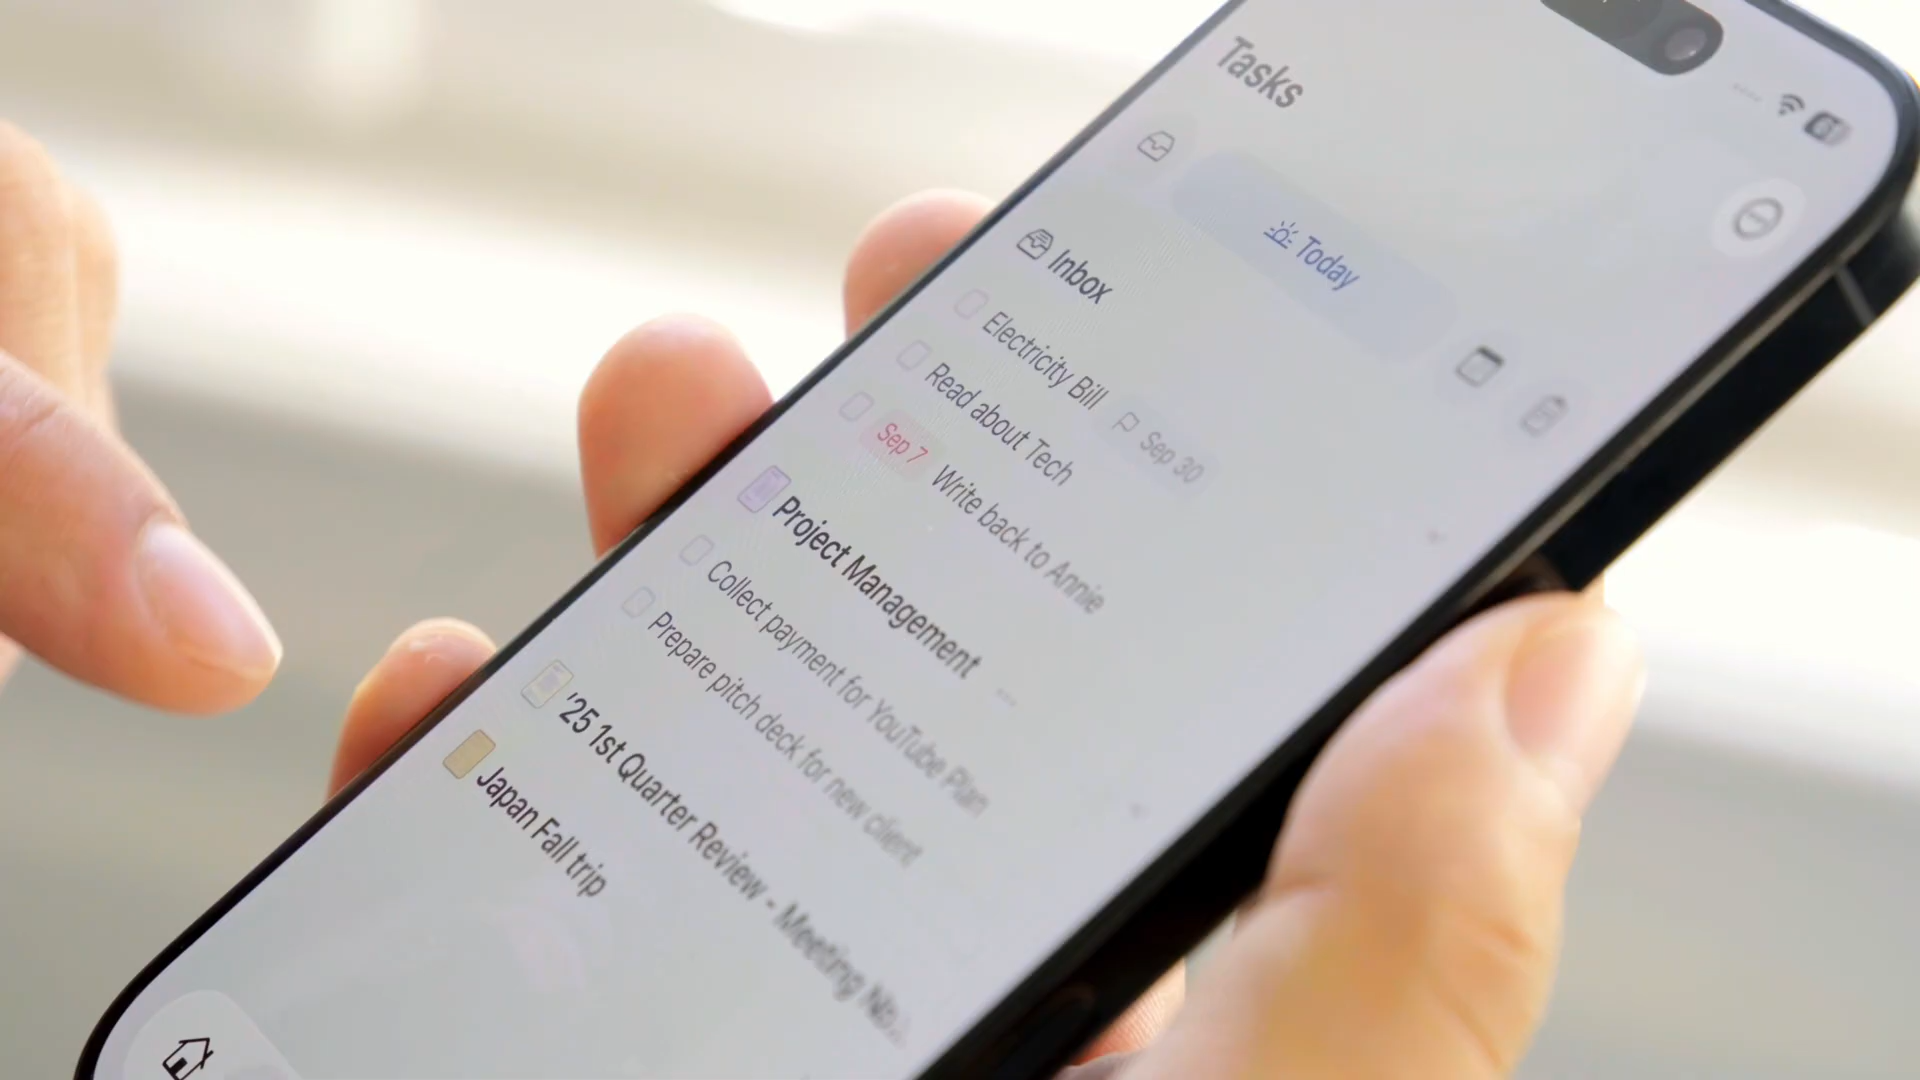 Tasks
Today
Inbox
Electricity Bill Sep 30
Read about Tech
Sep 7 Write back to Annie
Project Management
Collect payment for YouTube Plan
Prepare pitch deck for new client
'25 1st Quarter Review - Meeting
Japan Fall trip